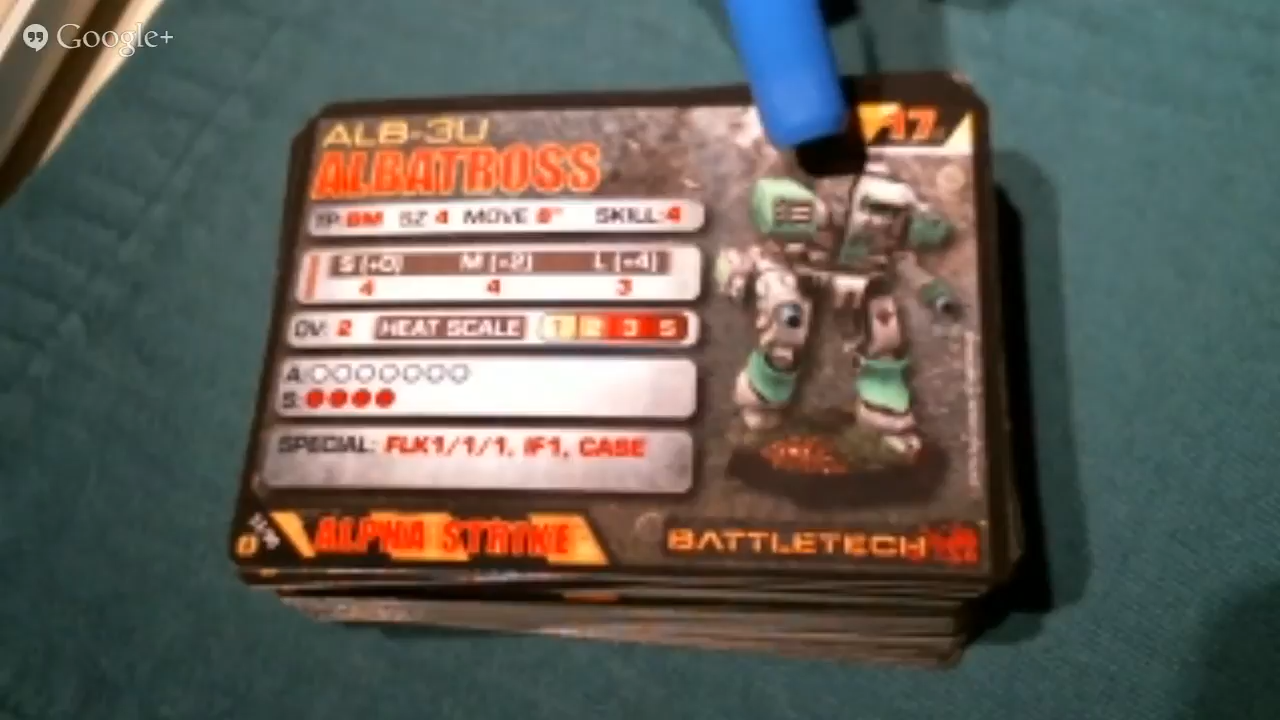 Google+
ALB-3U
17
ALBATROSS
TP: BM SZ 4 MOVE 8" SKILL: 4
S (+0) M (+2) L (+4)
4 4 3
OV: 2 HEAT SCALE 1 2 3 S
A:
S:
SPECIAL: FLK1/1/1, IF1, CASE
0 ALPHA STRIKE BATTLETECH